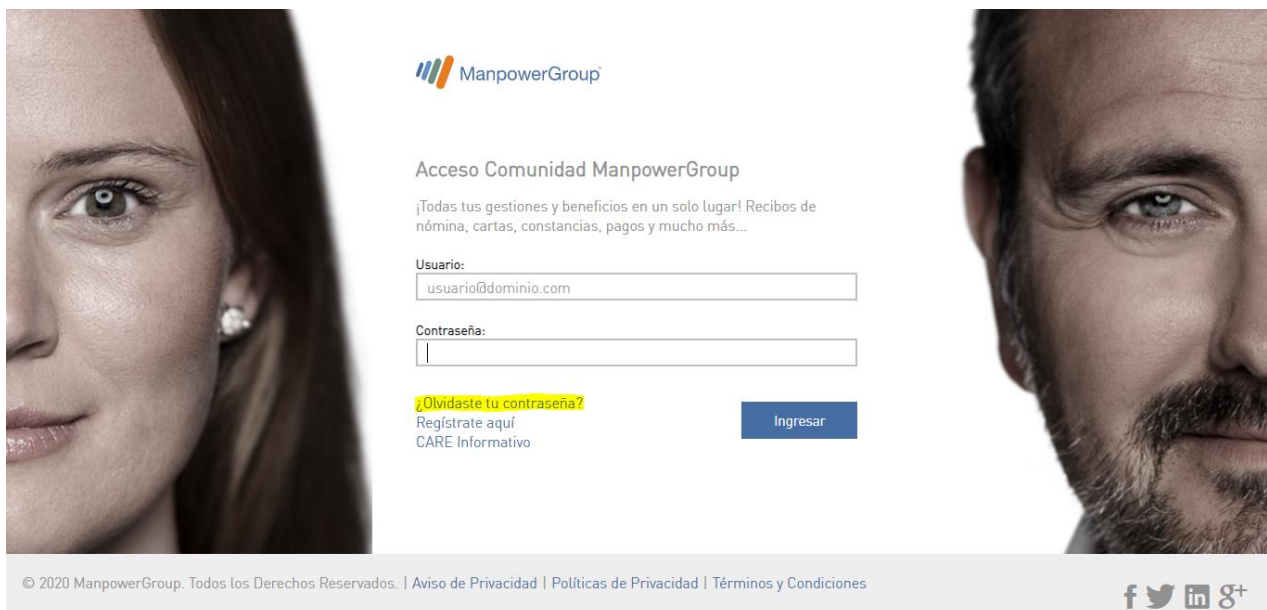 ManpowerGroup
Acceso Comunidad ManpowerGroup
¡Todas tus gestiones y beneficios en un solo lugar! Recibos de
nómina, cartas, constancias, pagos y mucho más...
Usuario:
usuario@dominio.com
Contraseña:
¿Olvidaste tu contraseña?
Regístrate aquí
Ingresar
CARE Informativo
© 2020 ManpowerGroup. Todos los Derechos Reservados. | Aviso de Privacidad | Políticas de Privacidad | Términos y Condiciones